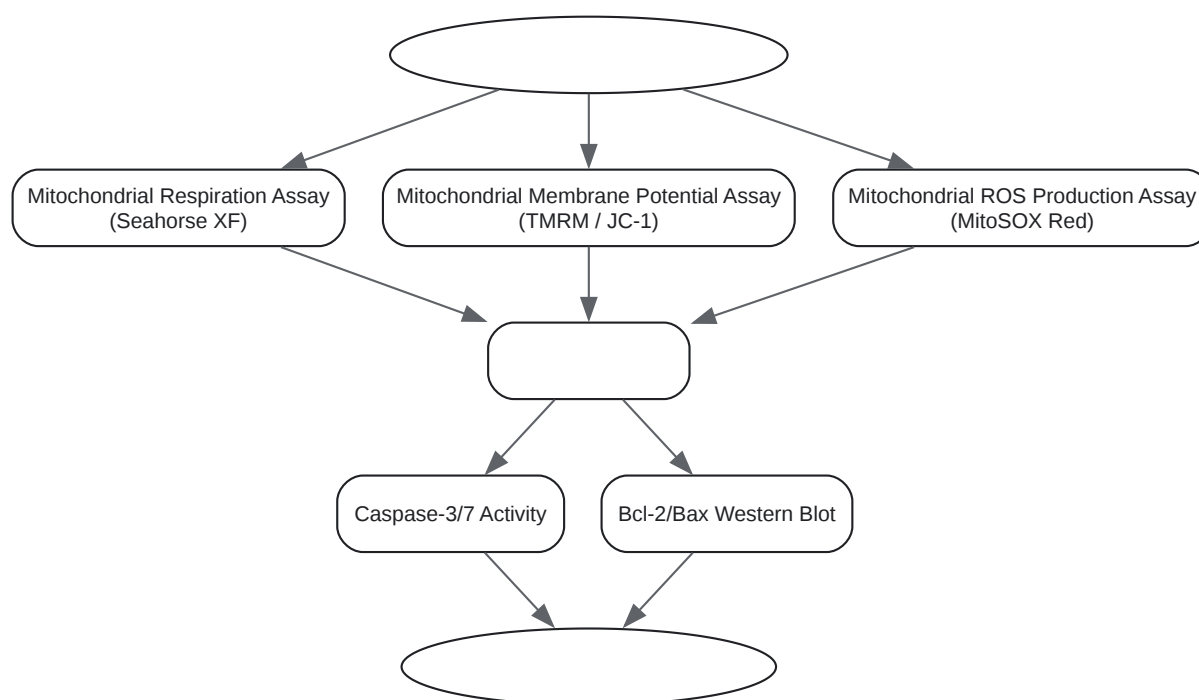 Mitochondrial Respiration Assay
(Seahorse XF)
Mitochondrial Membrane Potential Assay
(TMRM / JC-1)
Mitochondrial ROS Production Assay
(MitoSOX Red)
Caspase-3/7 Activity
Bcl-2/Bax Western Blot